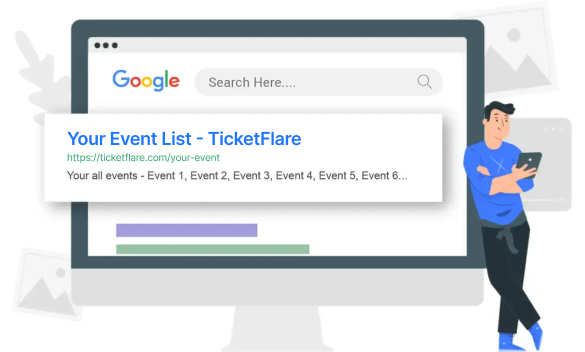 Google
Search Here....
Your Event List - TicketFlare
https://ticketflare.com/your-event
Your all events - Event 1, Event 2, Event 3, Event 4, Event 5, Event 6...